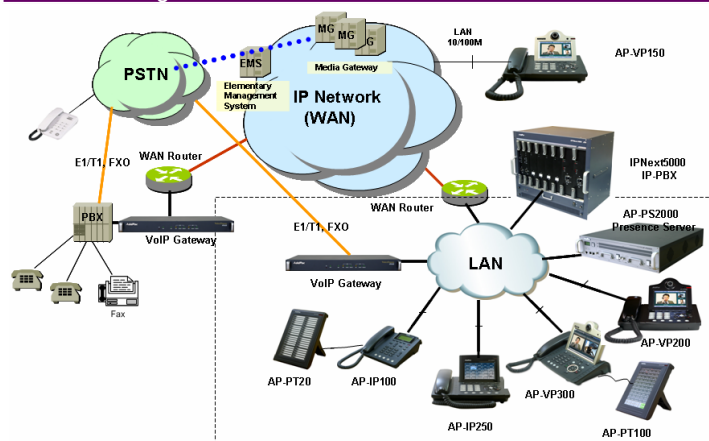 MG
MG
G
LAN
10/100M
AP-VP150
PSTN
EMS
Media Gateway
Elementary
Management
System
IP Network
(WAN)
E1/T1, FXO
WAN Router
IPNext5000
IP-PBX
WAN Router
PBX
VoIP Gateway
E1/T1, FXO
AP-PS2000
Presence Server
LAN
VoIP Gateway
Fax
AP-VP200
AP-PT20
AP-IP100
AP-VP300
AP-IP250
AP-PT100